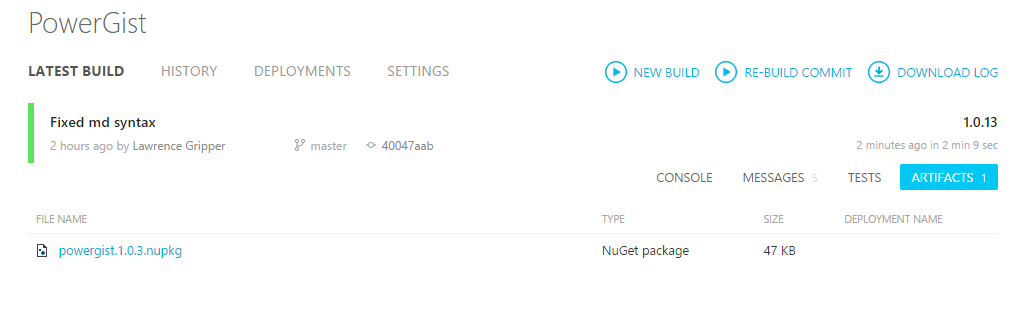 PowerGist
LATEST BUILD HISTORY DEPLOYMENTS SETTINGS NEW BUILD RE-BUILD COMMIT DOWNLOAD LOG
Fixed md syntax 1.0.13
2 hours ago by Lawrence Gripper master 40047aab 2 minutes ago in 2 min 9 sec
CONSOLE MESSAGES 5 TESTS ARTIFACTS 1
FILE NAME TYPE SIZE DEPLOYMENT NAME
powergist.1.0.3.nupkg NuGet package 47 KB